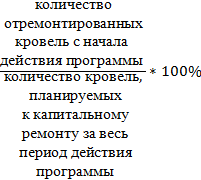 количество
отремонтированных
кровель с начала
действия программы
количество кровель,
* 100%
планируемых
к капитальному
ремонту за весь
период действия
программы